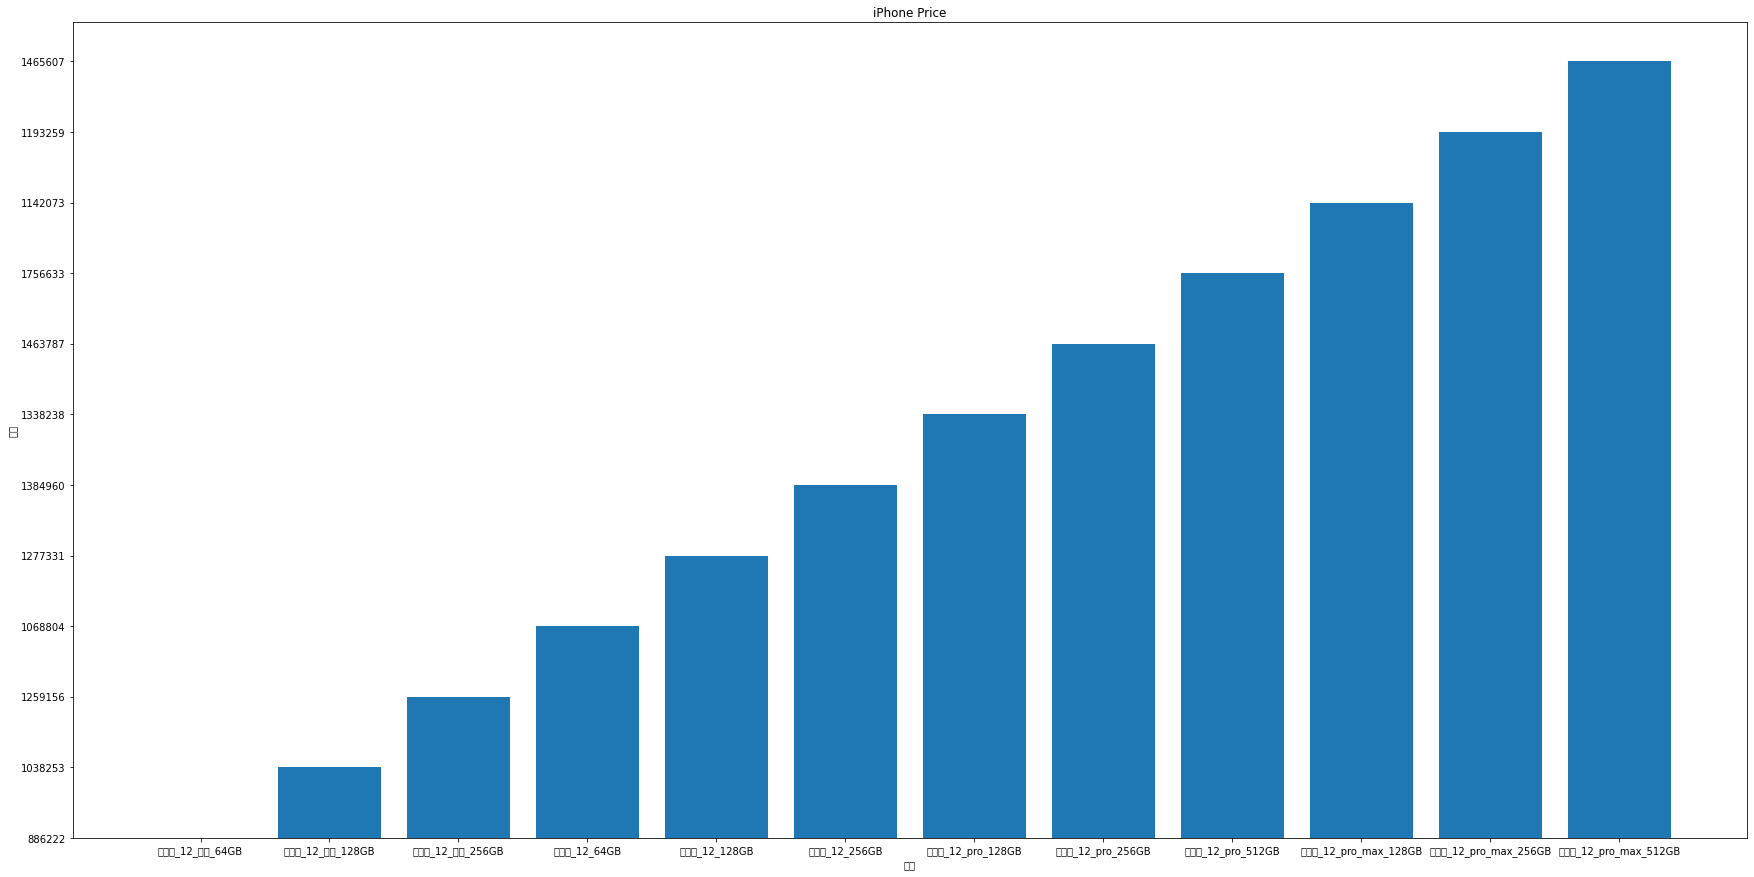 iPhone Price
1465607
1193259
1142073
1756633
1463787
1338238
1384960
1277331
1068804
1259156
1038253
886222
_12_ _64GB
_12_ _128GB
_12_ _256GB
_12_64GB
_12_128GB
_12_256GB
_12_pro_128GB
_12_pro_256GB
_12_pro_512GB
_12_pro_max_128GB
_12_pro_max_256GB
_12_pro_max_512GB